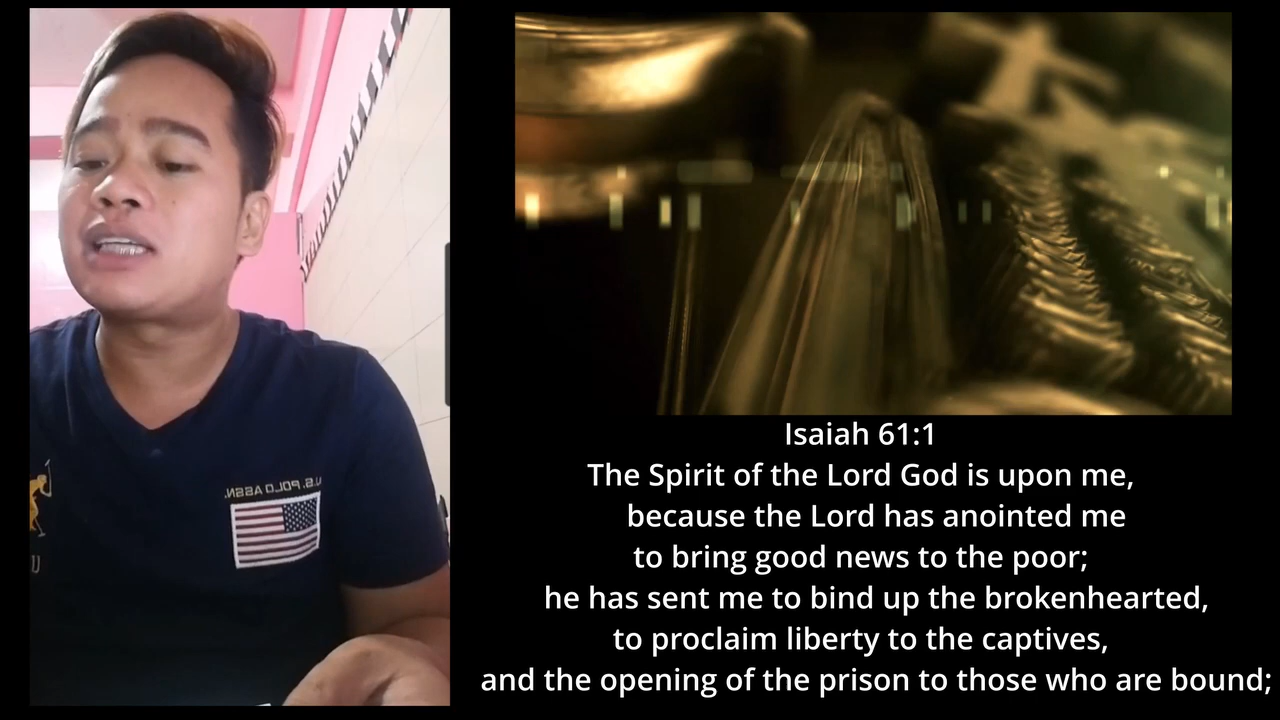 U.S. POLO ASSN.
U
Isaiah 61:1
The Spirit of the Lord God is upon me,
because the Lord has anointed me
to bring good news to the poor;
he has sent me to bind up the brokenhearted,
to proclaim liberty to the captives,
and the opening of the prison to those who are bound;